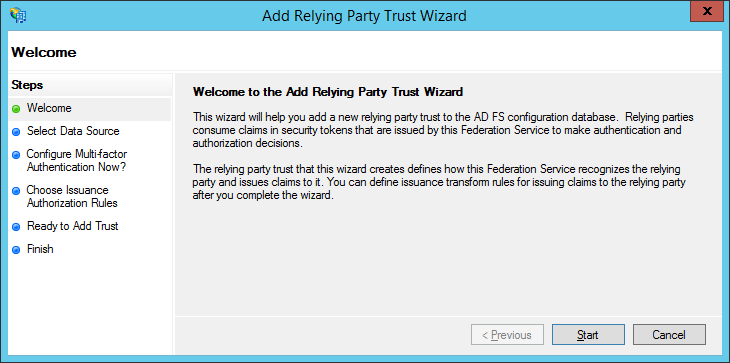 Add Relying Party Trust Wizard
x
Welcome
Steps
Welcome
Select Data Source
Configure Multi-factor
Authentication Now?
Choose Issuance
Authorization Rules
Ready to Add Trust
Finish
Welcome to the Add Relying Party Trust Wizard
This wizard will help you add a new relying party trust to the AD FS configuration database.  Relying parties
consume claims in security tokens that are issued by this Federation Service to make authentication and
authorization decisions.
The relying party trust that this wizard creates defines how this Federation Service recognizes the relying
party and issues claims to it. You can define issuance transform rules for issuing claims to the relying party
after you complete the wizard.
< Previous
Start
Cancel